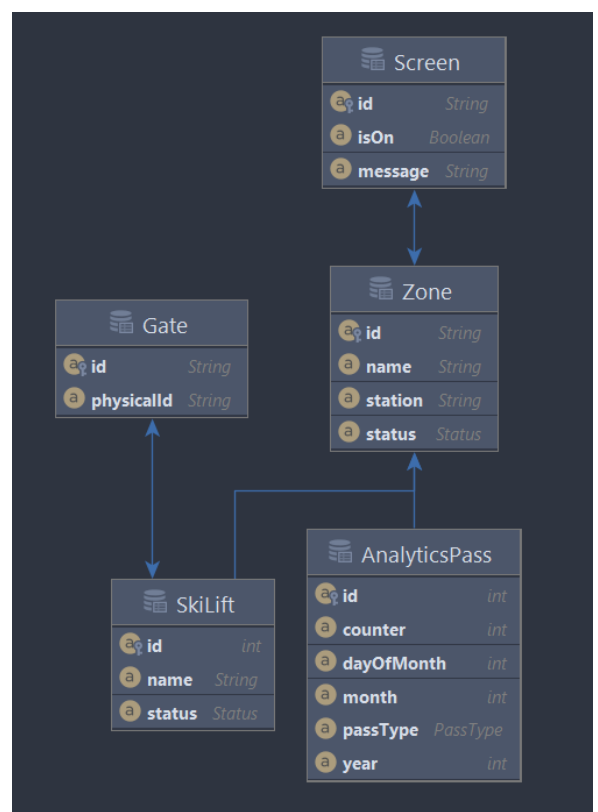 Screen
id String
isOn Boolean
message String
Zone
id String
name String
station String
status Status
Gate
id String
physicalId String
SkiLift
id int
name String
status Status
AnalyticsPass
id int
counter int
dayOfMonth int
month int
passType PassType
year int